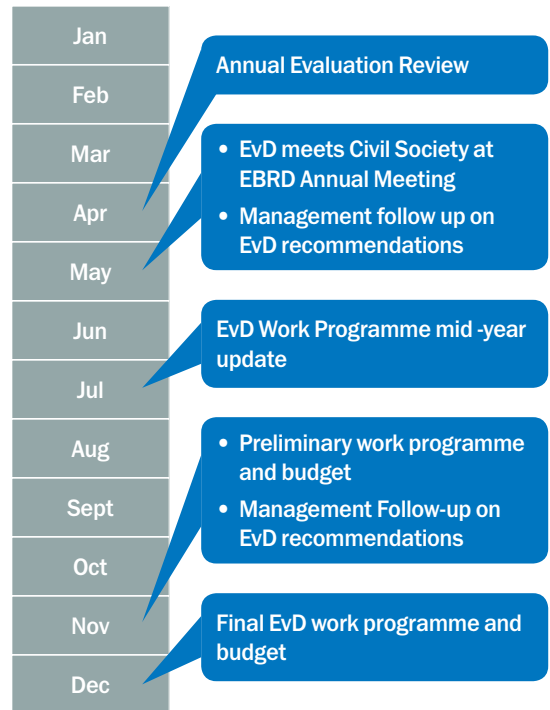 Jan
Feb
Mar
Apr
May
Jun
Jul
Aug
Sept
Oct
Nov
Dec
Annual Evaluation Review
• EvD meets Civil Society at
EBRD Annual Meeting
• Management follow up on
EvD recommendations
EvD Work Programme mid -year
update
• Preliminary work programme
and budget
• Management Follow-up on
EvD recommendations
Final EvD work programme and
budget